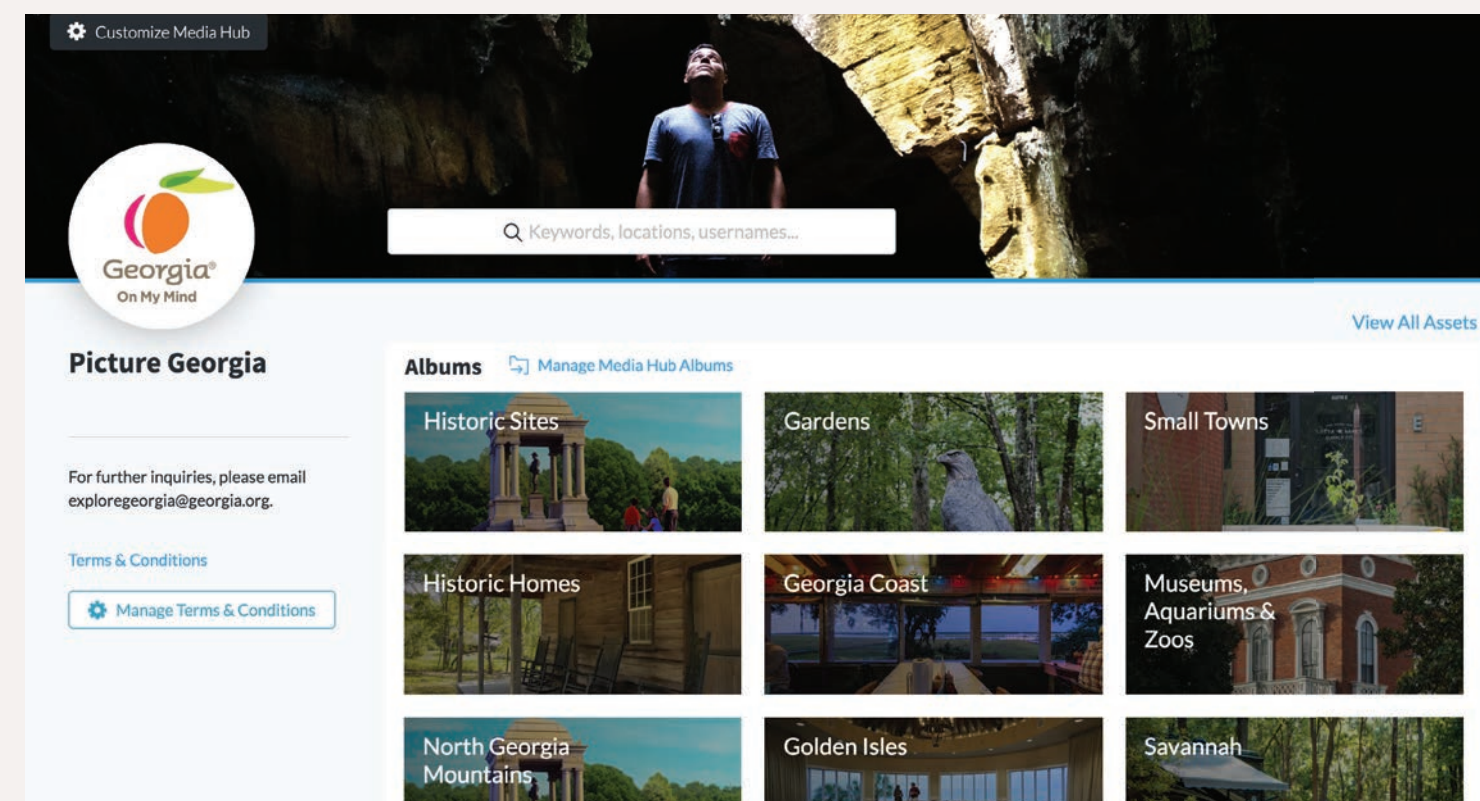 Customize Media Hub
Keywords, locations, usernames...
Georgia®
On My Mind
View All Assets
Picture Georgia
For further inquiries, please email
exploregeorgia@georgia.org.
Terms & Conditions
Manage Terms & Conditions
Albums
Manage Media Hub Albums
Historic Sites
Gardens
Small Towns
Historic Homes
Georgia Coast
Museums,
Aquariums &
Zoos
North Georgia
Mountains
Golden Isles
Savannah